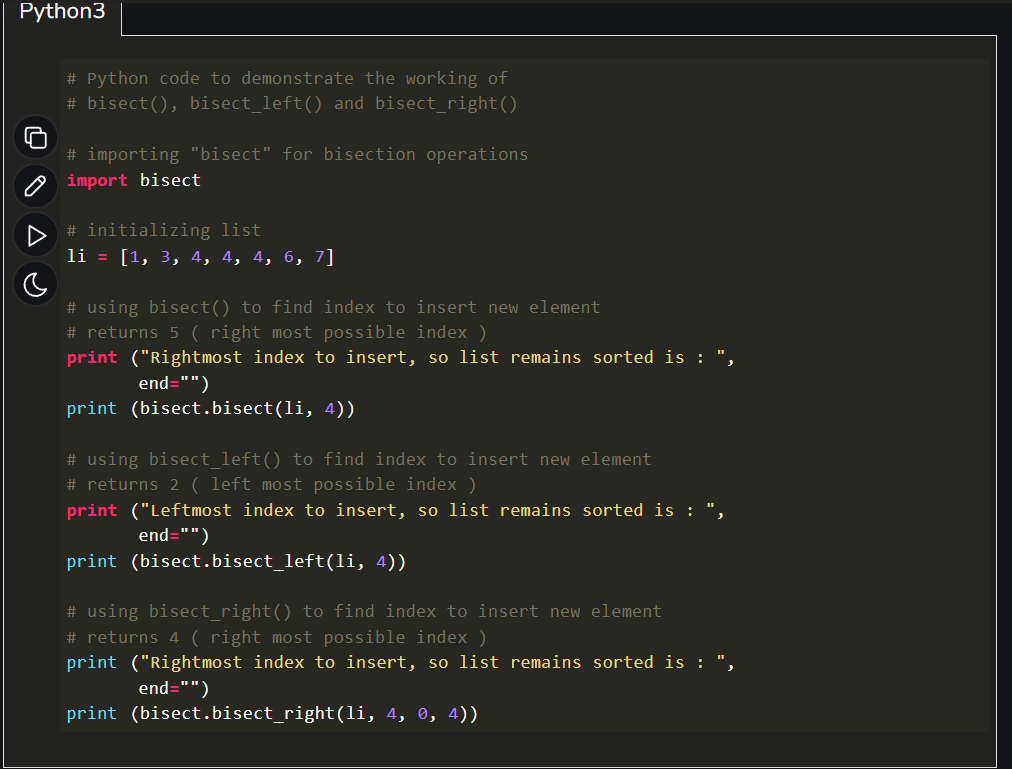 Python3
# Python code to demonstrate the working of
# bisect(), bisect_left() and bisect_right()
# importing "bisect" for bisection operations
import bisect
# initializing list
li = [1, 3, 4, 4, 4, 6, 7]
# using bisect() to find index to insert new element
# returns 5 ( right most possible index )
print ("Rightmost index to insert, so list remains sorted is : ",
end="")
print (bisect.bisect(li, 4))
# using bisect_left() to find index to insert new element
# returns 2 ( left most possible index )
print ("Leftmost index to insert, so list remains sorted is : ",
end="")
print (bisect.bisect_left(li, 4))
# using bisect_right() to find index to insert new element
# returns 4 ( right most possible index )
print ("Rightmost index to insert, so list remains sorted is : ",
end="")
print (bisect.bisect_right(li, 4, 0, 4))